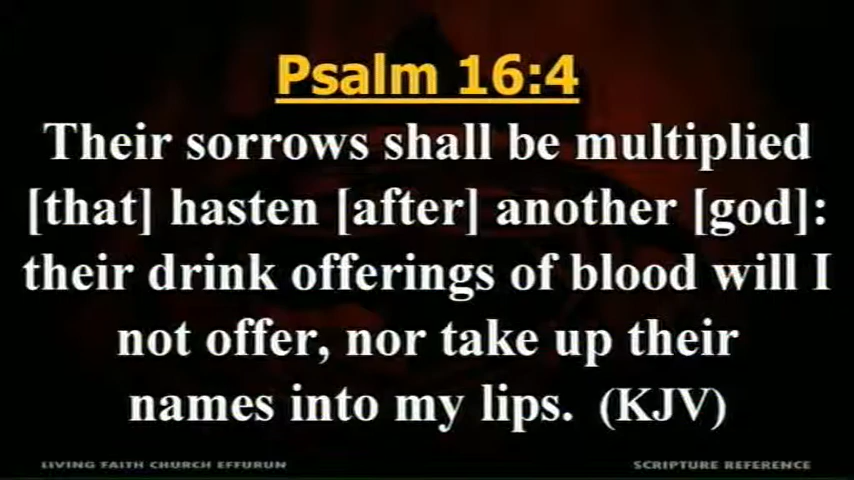 Psalm 16:4
Their sorrows shall be multiplied
[that] hasten [after] another [god]:
their drink offerings of blood will I
not offer, nor take up their
names into my lips. (KJV)
LIVING FAITH CHURCH EFFURUN
SCRIPTURE REFERENCE